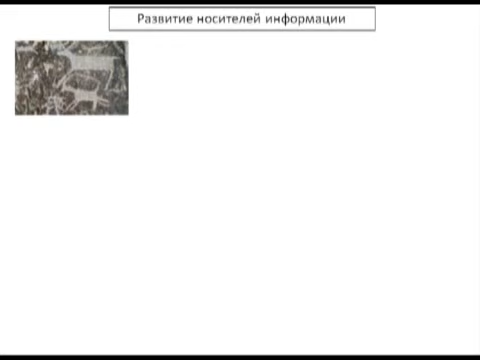 Развитие носителей информации